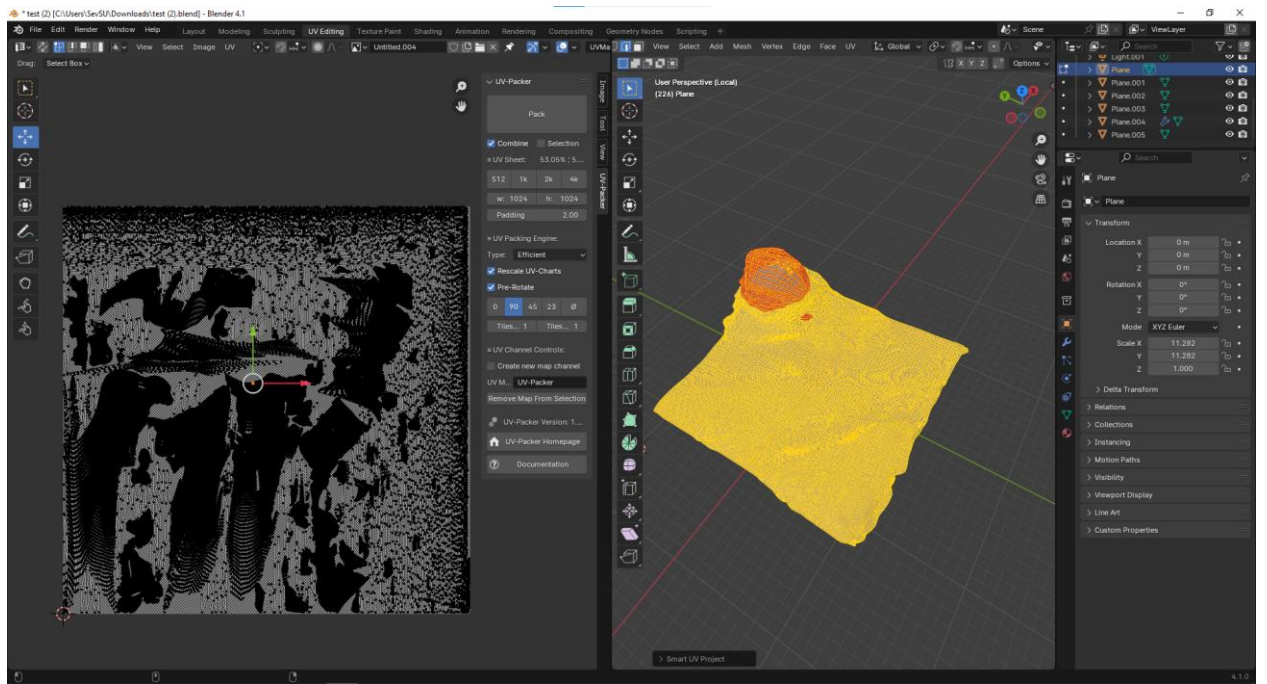 * test (2) [C:\Users\SevSU\Downloads\test (2).blend] - Blender 4.1
File Edit Render Window Help Layout Modeling Sculpting UV Editing Texture Paint Shading Animation Rendering Compositing Geometry Nodes Scripting + Scene ViewLayer
View Select Image UV Untitled.004 UVMa
View Select Add Mesh Vertex Edge Face UV Global
Search
Drag: Select Box
X Y Z Options
Light.001
Plane
Plane.001
Plane.002
Plane.003
Plane.004
Plane.005
UV-Packer
Pack
Combine Selection
UV Sheet: 53.05% ¦ 5....
512 1k 2k 4k
w: 1024 h: 1024
Padding 2.00
UV Packing Engine:
Type: Efficient
Rescale UV-Charts
Pre-Rotate
0 90 45 23 Ø
Tiles... 1 Tiles... 1
UV Channel Controls:
Create new map channel
UV M... UV-Packer
Remove Map From Selection
UV-Packer Version: 1....
UV-Packer Homepage
Documentation
Image
Tool
View
UV-Packer
User Perspective (Local)
(226) Plane
Z
Y
X
> Smart UV Project
Search
Plane
Plane
Transform
Location X 0 m
Y 0 m
Z 0 m
Rotation X 0°
Y 0°
Z 0°
Mode XYZ Euler
Scale X 11.282
Y 11.282
Z 1.000
> Delta Transform
> Relations
> Collections
> Instancing
> Motion Paths
> Visibility
> Viewport Display
> Line Art
> Custom Properties
4.1.0